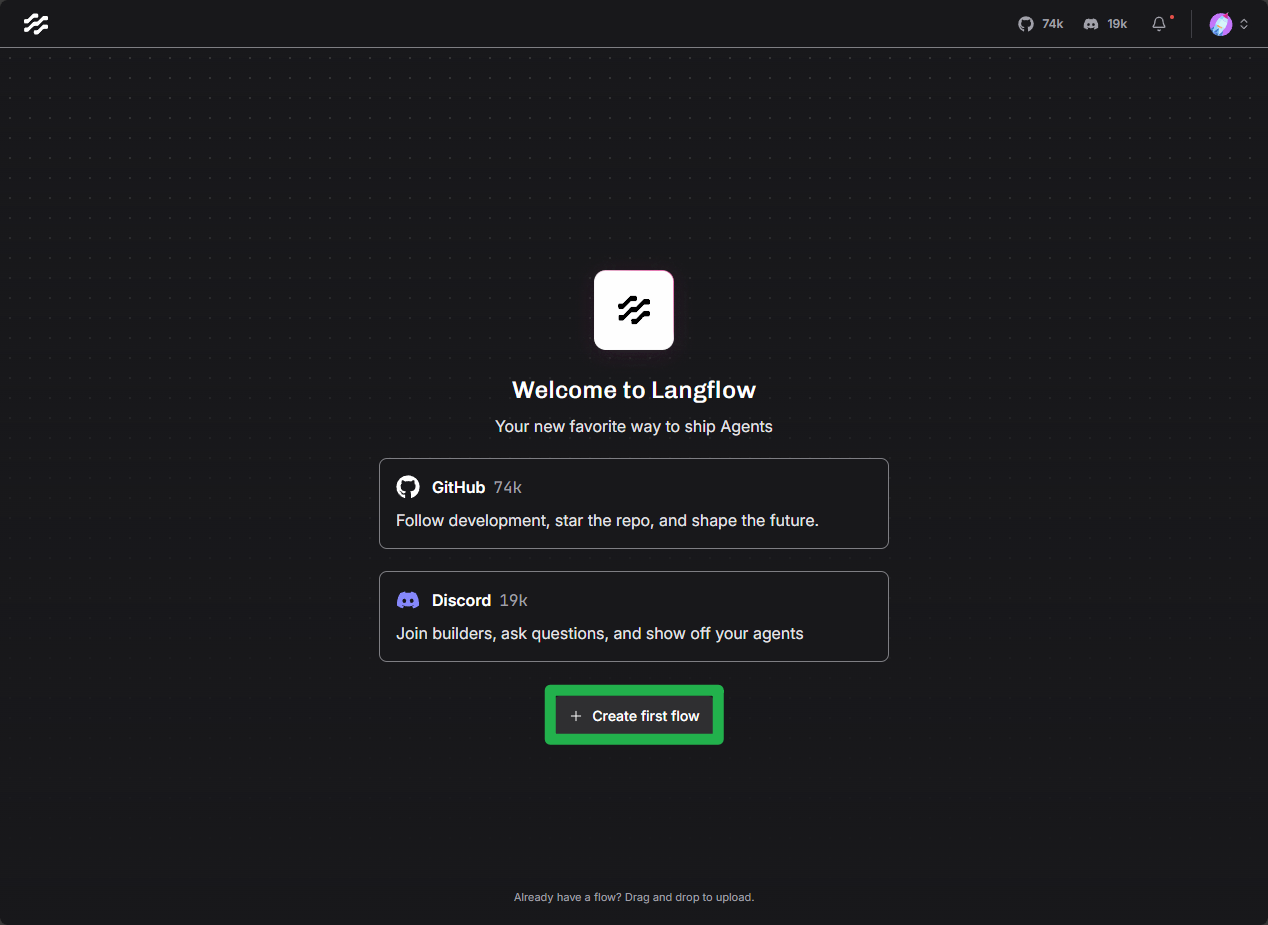 74k 19k
Welcome to Langflow
Your new favorite way to ship Agents
GitHub 74k
Follow development, star the repo, and shape the future.
Discord 19k
Join builders, ask questions, and show off your agents
Create first flow
Already have a flow? Drag and drop to upload.